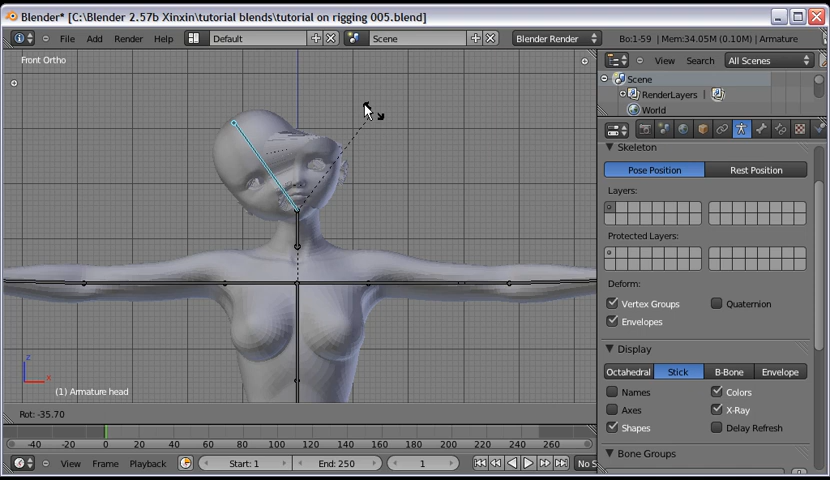 Blender* [C:\Blender 2.57b Xinxin\tutorial blends\tutorial on rigging 005.blend]
File Add Render Help Default Scene Blender Render Bo:1-59 | Mem:34.05M (0.10M) | Armature
Front Ortho
View Search All Scenes
Scene
RenderLayers |
World
Skeleton
Pose Position Rest Position
Layers:
Protected Layers:
Deform:
Vertex Groups Quaternion
Envelopes
Display
Octahedral Stick B-Bone Envelope
Names Colors
Axes X-Ray
Shapes Delay Refresh
Bone Groups
z
x
(1) Armature head
Rot: -35.70
-40 -20 0 20 40 60 80 100 120 140 160 180 200 220 240 260
View Frame Playback Start: 1 End: 250 1 No S